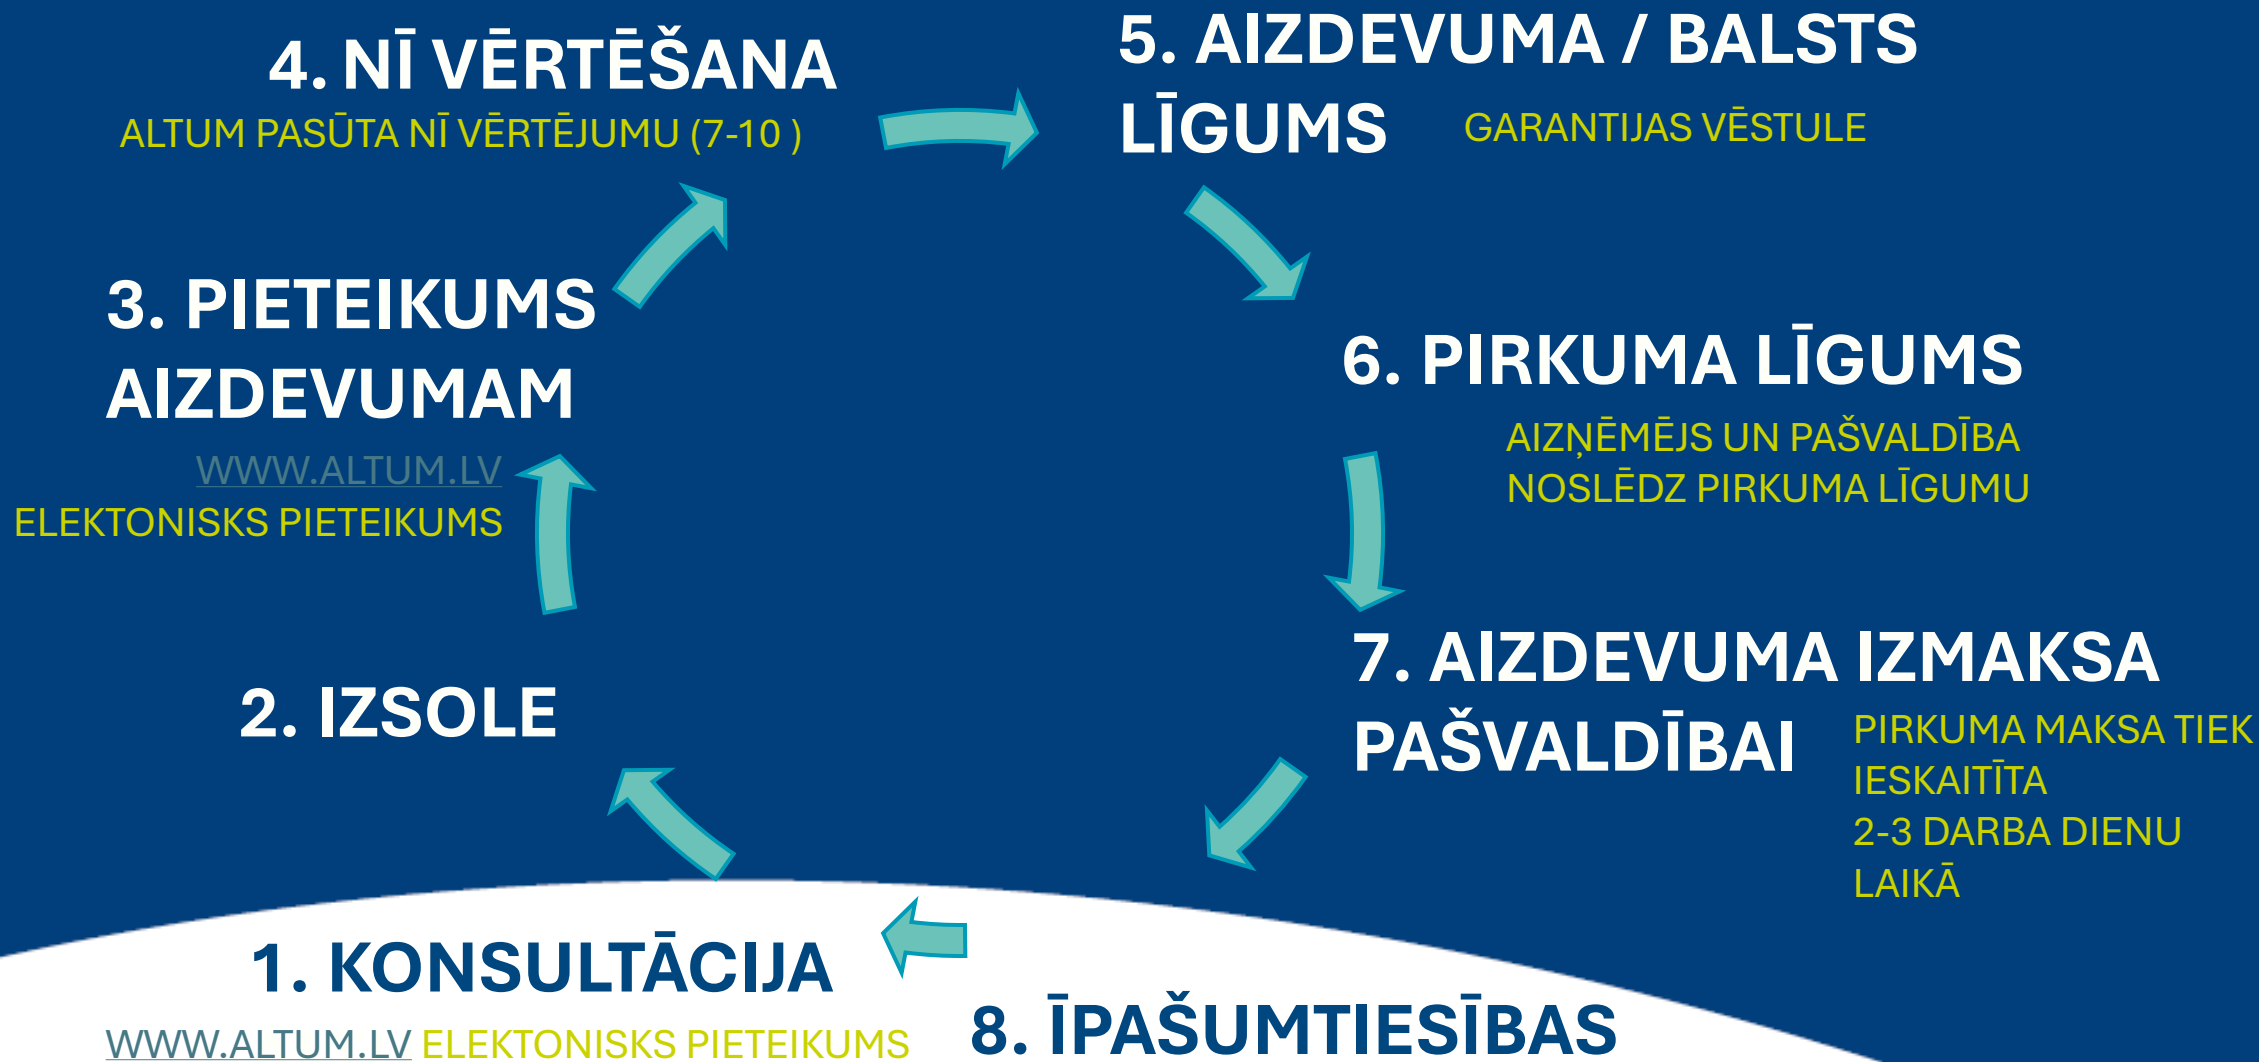 4. NĪ VĒRTĒŠANA
ALTUM PASŪTA NĪ VĒRTĒJUMU (7-10 )
5. AIZDEVUMA / BALSTS
LĪGUMS
GARANTIJAS VĒSTULE
3. PIETEIKUMS
AIZDEVUMAM
WWW.ALTUM.LV
ELEKTONISKS PIETEIKUMS
6. PIRKUMA LĪGUMS
AIZŅĒMĒJS UN PAŠVALDĪBA
NOSLĒDZ PIRKUMA LĪGUMU
2. IZSOLE
7. AIZDEVUMA IZMAKSA
PAŠVALDĪBAI
PIRKUMA MAKSA TIEK
IESKAITĪTA
2-3 DARBA DIENU
LAIKĀ
1. KONSULTĀCIJA
WWW.ALTUM.LV ELEKTONISKS PIETEIKUMS
8. ĪPAŠUMTIESĪBAS